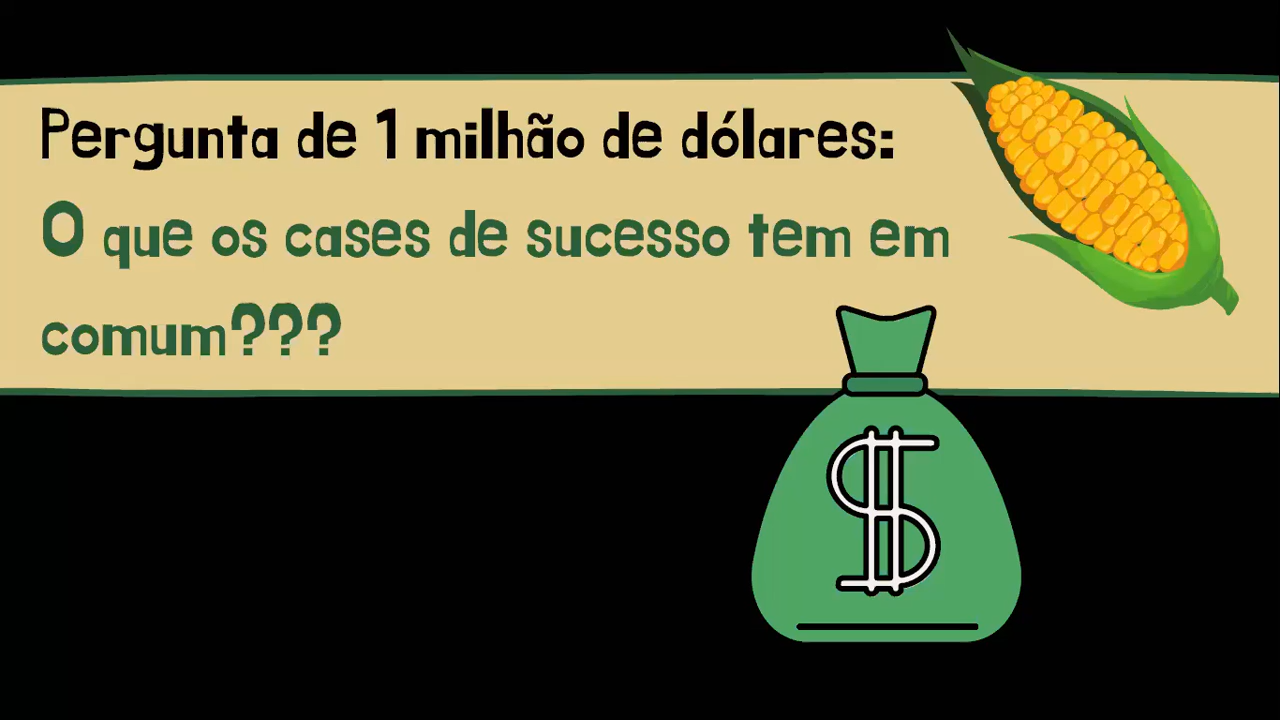 Pergunta de 1 milhão de dólares:
O que os cases de sucesso tem em
comum???
$